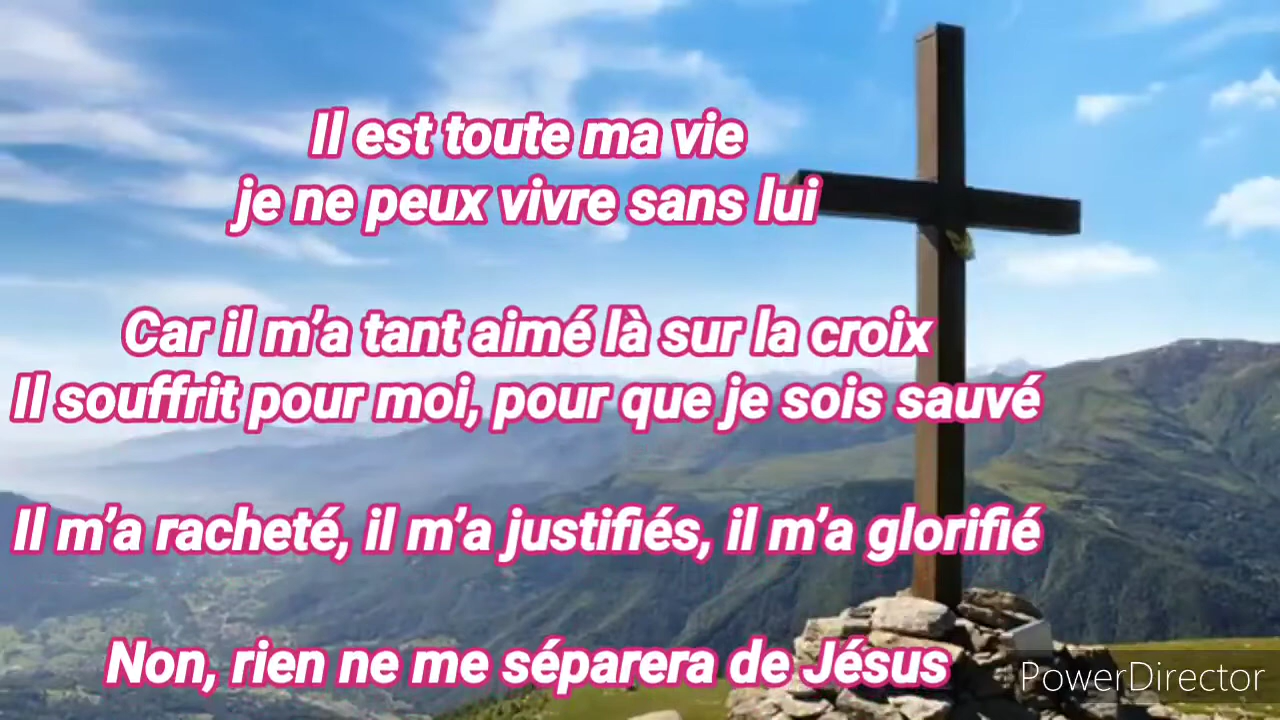 Il est toute ma vie
je ne peux vivre sans lui
Car il m’a tant aimé là sur la croix
Il souffrit pour moi, pour que je sois sauvé
Il m’a racheté, il m’a justifiés, il m’a glorifié
Non, rien ne me séparera de Jésus
PowerDirector